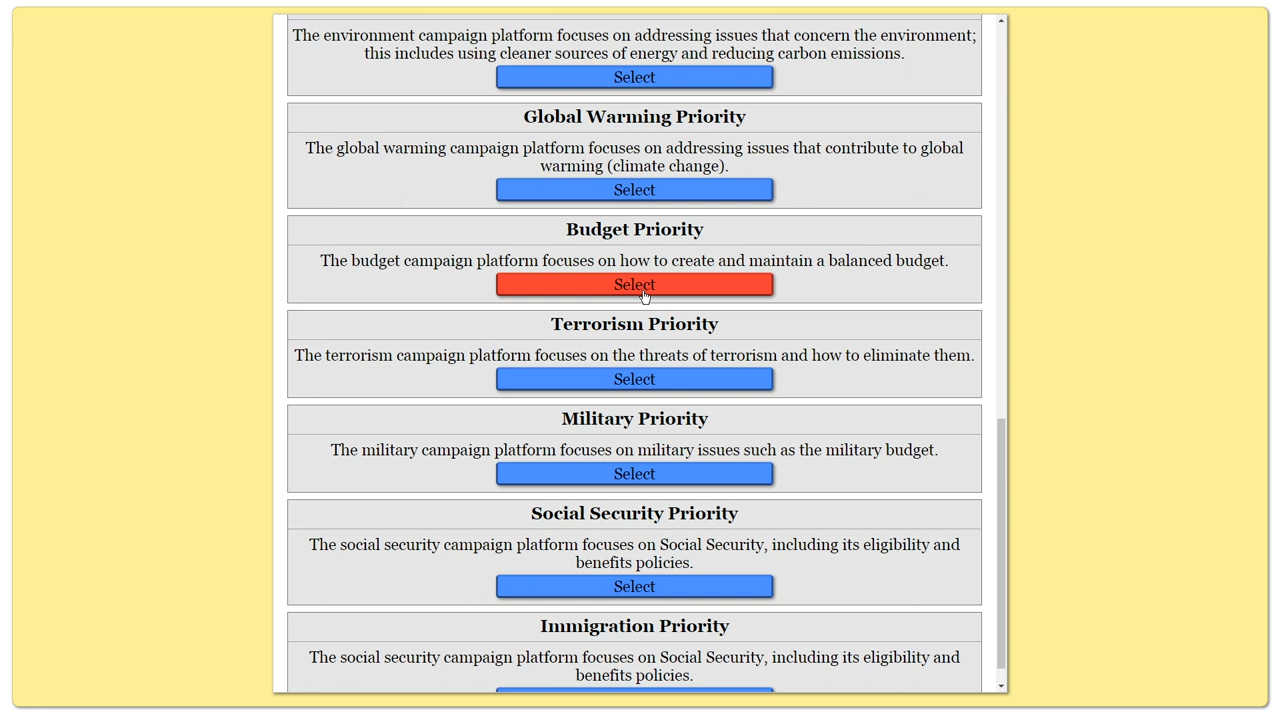 The environment campaign platform focuses on addressing issues that concern the environment;
this includes using cleaner sources of energy and reducing carbon emissions.
Select
Global Warming Priority
The global warming campaign platform focuses on addressing issues that contribute to global
warming (climate change).
Select
Budget Priority
The budget campaign platform focuses on how to create and maintain a balanced budget.
Select
Terrorism Priority
The terrorism campaign platform focuses on the threats of terrorism and how to eliminate them.
Select
Military Priority
The military campaign platform focuses on military issues such as the military budget.
Select
Social Security Priority
The social security campaign platform focuses on Social Security, including its eligibility and
benefits policies.
Select
Immigration Priority
The social security campaign platform focuses on Social Security, including its eligibility and
benefits policies.